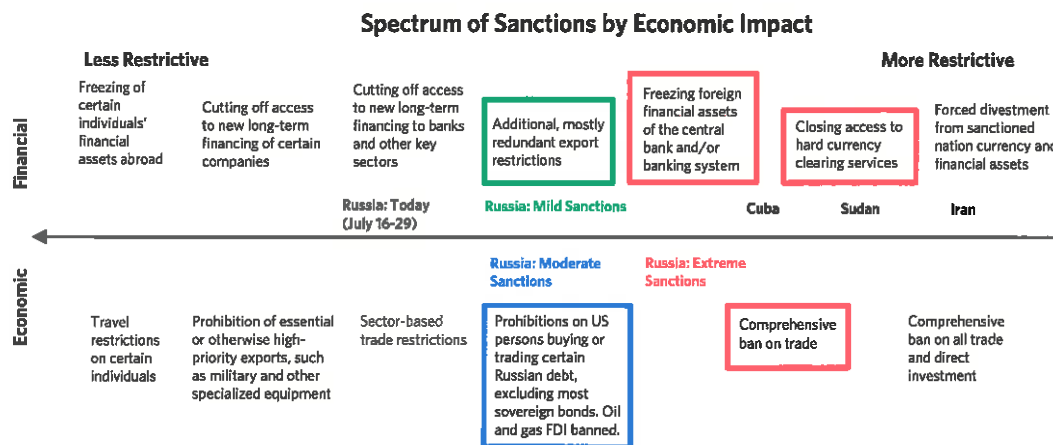 Spectrum of Sanctions by Economic Impact
Less Restrictive
More Restrictive
Financial
Freezing of
certain
individuals'
financial
assets abroad
Cutting off access
to new long-term
financing of certain
companies
Cutting off access
to new long-term
financing to banks
and other key
sectors
Additional, mostly
redundant export
restrictions
Freezing foreign
financial assets
of the central
bank and/or
banking system
Closing access to
hard currency
clearing services
Forced divestment
from sanctioned
nation currency and
financial assets
Russia: Today
(July 16-29)
Russia: Mild Sanctions
Cuba
Sudan
Iran
Russia: Moderate
Sanctions
Russia: Extreme
Sanctions
Economic
Travel
restrictions
on certain
individuals
Prohibition of essential
or otherwise high-
priority exports, such
as military and other
specialized equipment
Sector-based
trade restrictions
Prohibitions on US
persons buying or
trading certain
Russian debt,
excluding most
sovereign bonds. Oil
and gas FDI banned.
Comprehensive
ban on trade
Comprehensive
ban on all trade
and direct
investment